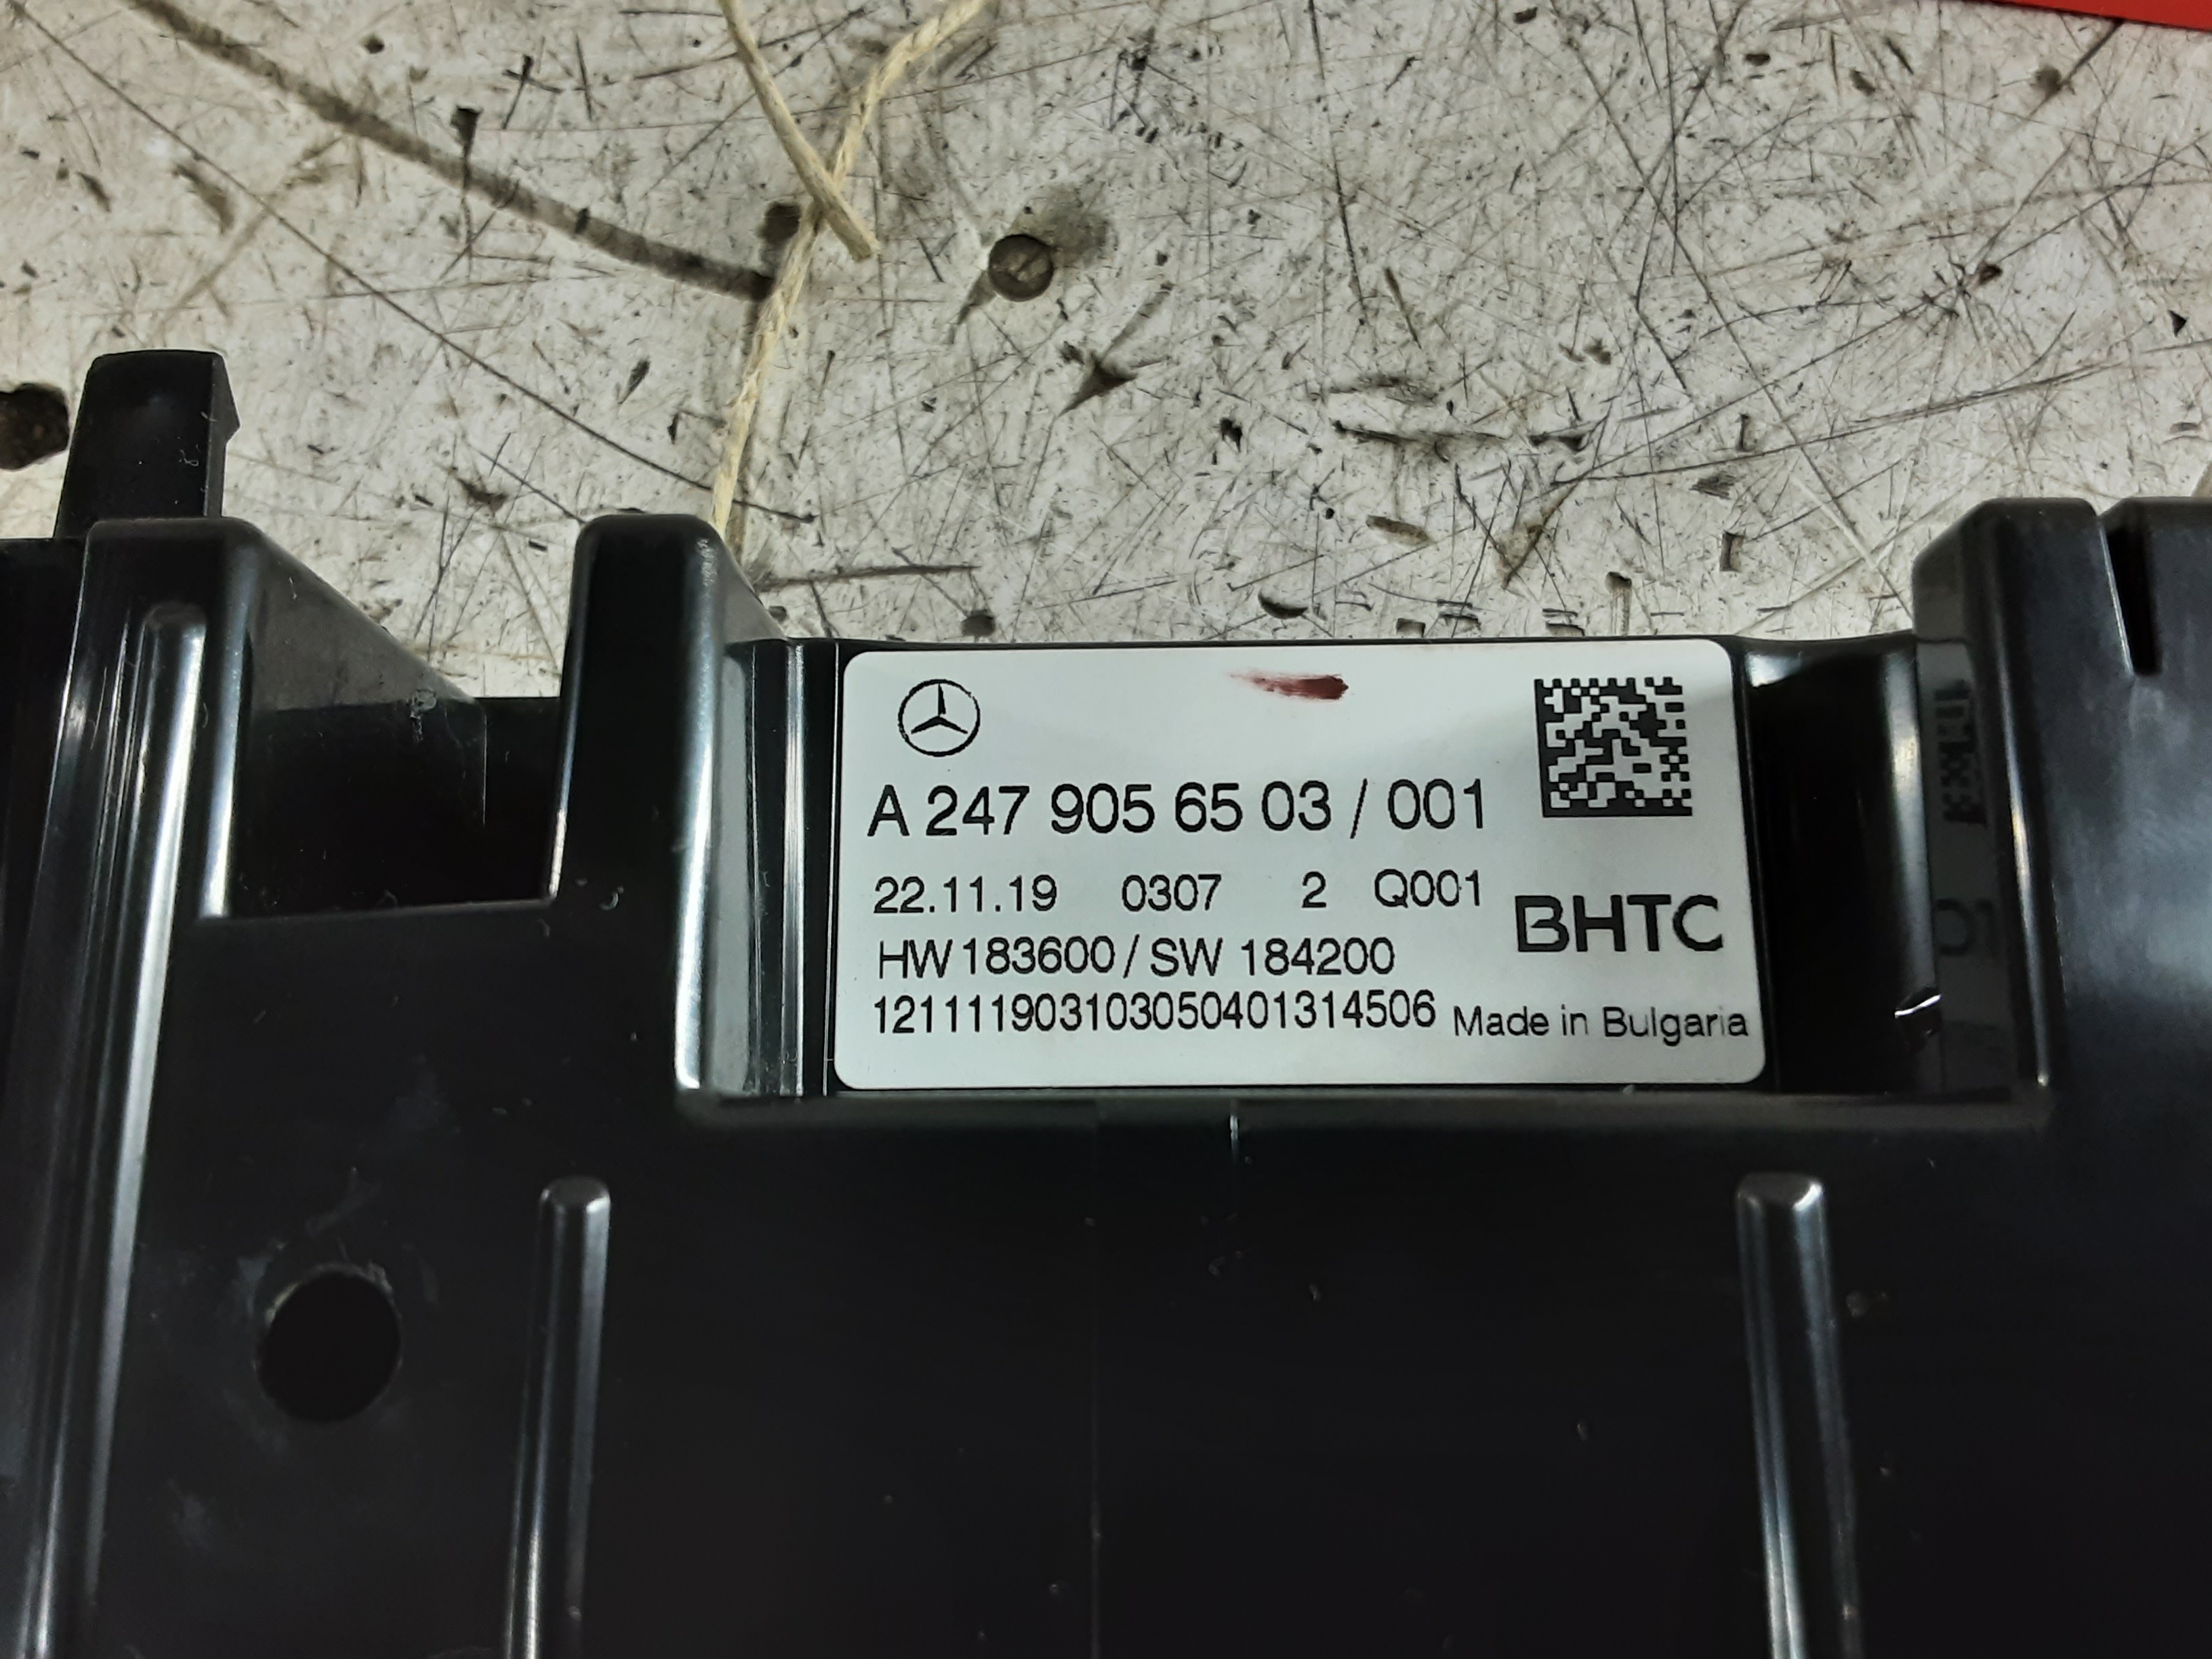 A 247 905 65 03 / 001
22.11.19 0307 2 Q001
BHTC
HW 183600 / SW 184200
121111903103050401314506 Made in Bulgaria